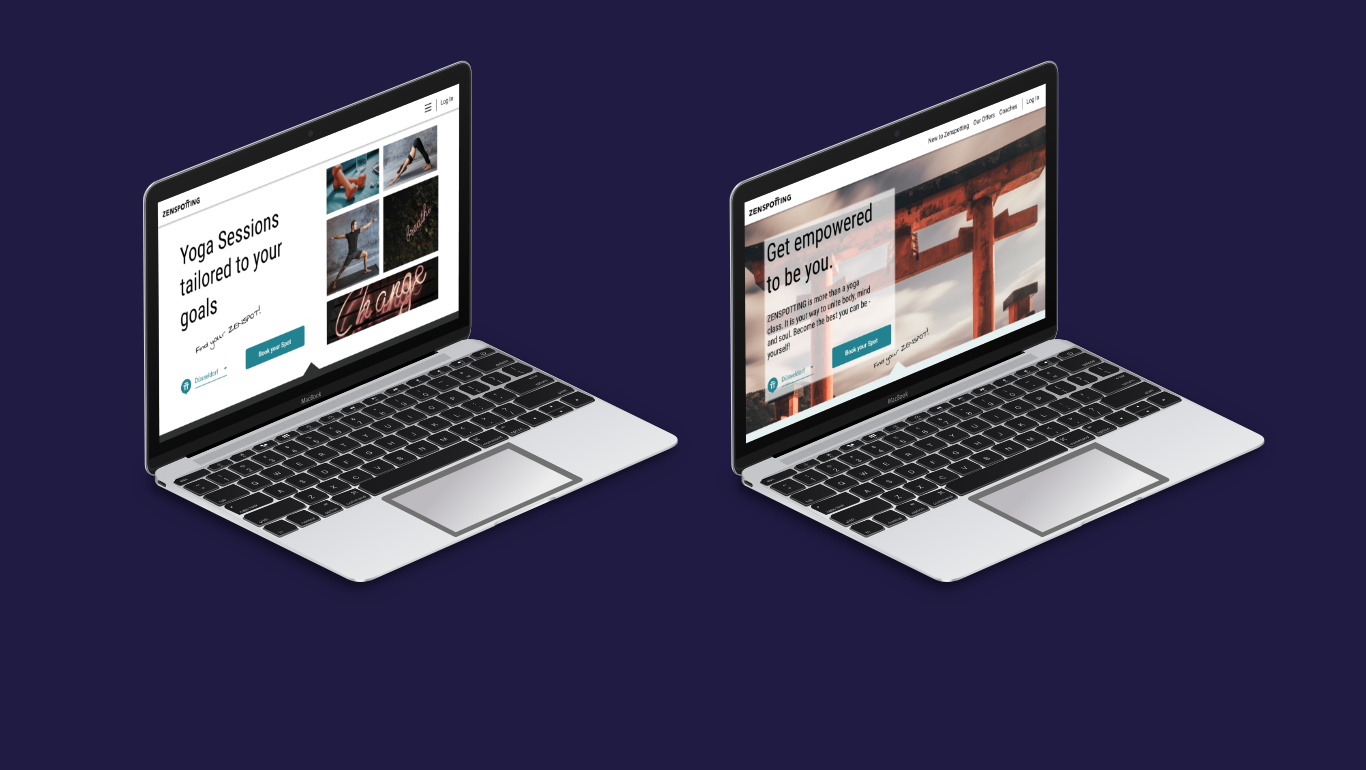 ZENSPOTTING
Log In
Yoga Sessions
tailored to your
goals
Find your ZENSPOT!
Book your Spot
Düsseldorf
breathe
Change
MacBook
ZENSPOTTING
New to Zenspotting
Our Offers
Coaches
Log In
Get empowered
to be you.
ZENSPOTTING is more then a yoga
class. It is your way to unite body, mind
and soul. Become the best you can be -
yourself!
Book your Spot
Find your ZENSPOT!
Düsseldorf
MacBook